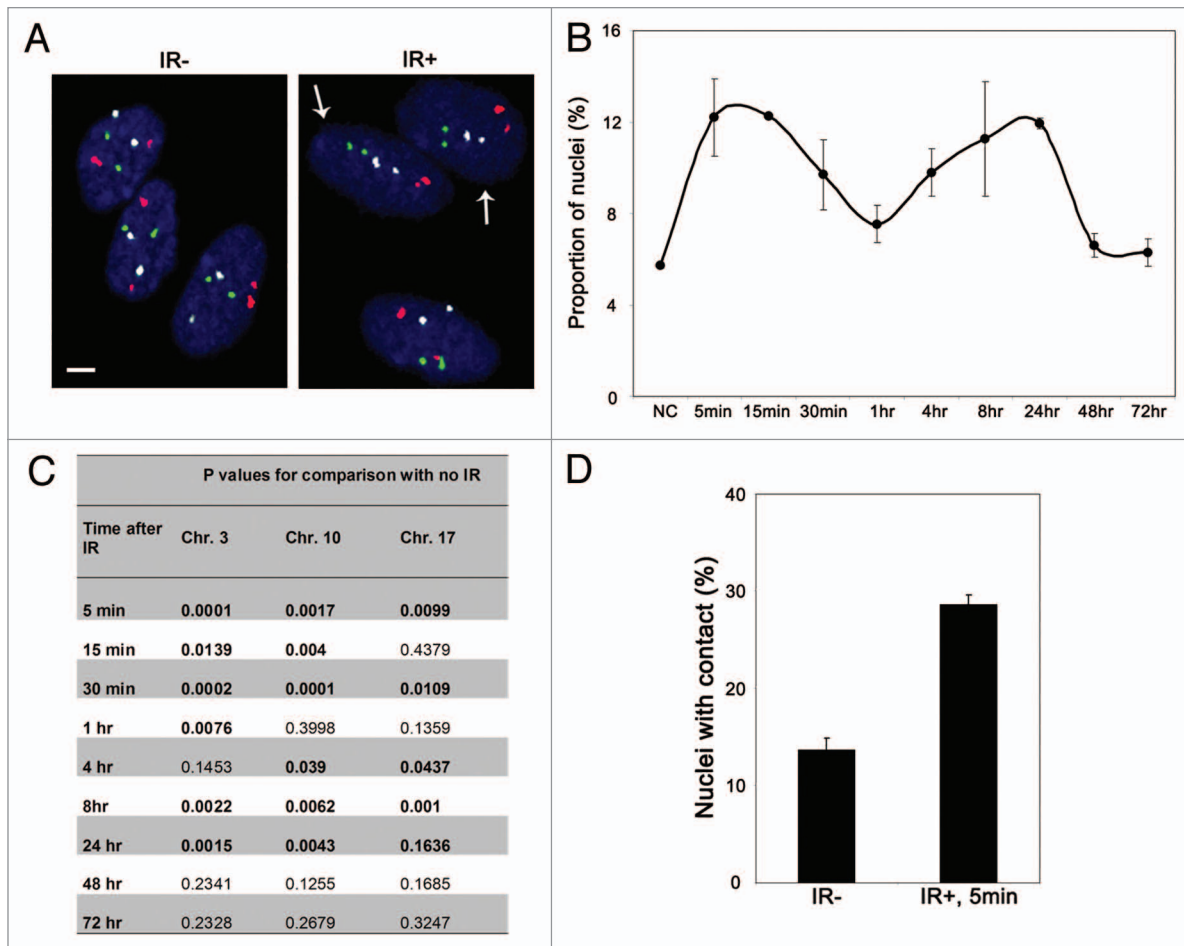 A
IR-
IR+
B
Proportion of nuclei (%)
16
12
8
4
0
NC 5min 15min 30min 1hr 4hr 8hr 24hr 48hr 72hr
C
P values for comparison with no IR
Time after IR Chr. 3 Chr. 10 Chr. 17
5 min 0.0001 0.0017 0.0099
15 min 0.0139 0.004 0.4379
30 min 0.0002 0.0001 0.0109
1 hr 0.0076 0.3998 0.1359
4 hr 0.1453 0.039 0.0437
8hr 0.0022 0.0062 0.001
24 hr 0.0015 0.0043 0.1636
48 hr 0.2341 0.1255 0.1685
72 hr 0.2328 0.2679 0.3247
D
Nuclei with contact (%)
40
30
20
10
0
IR- IR+, 5min